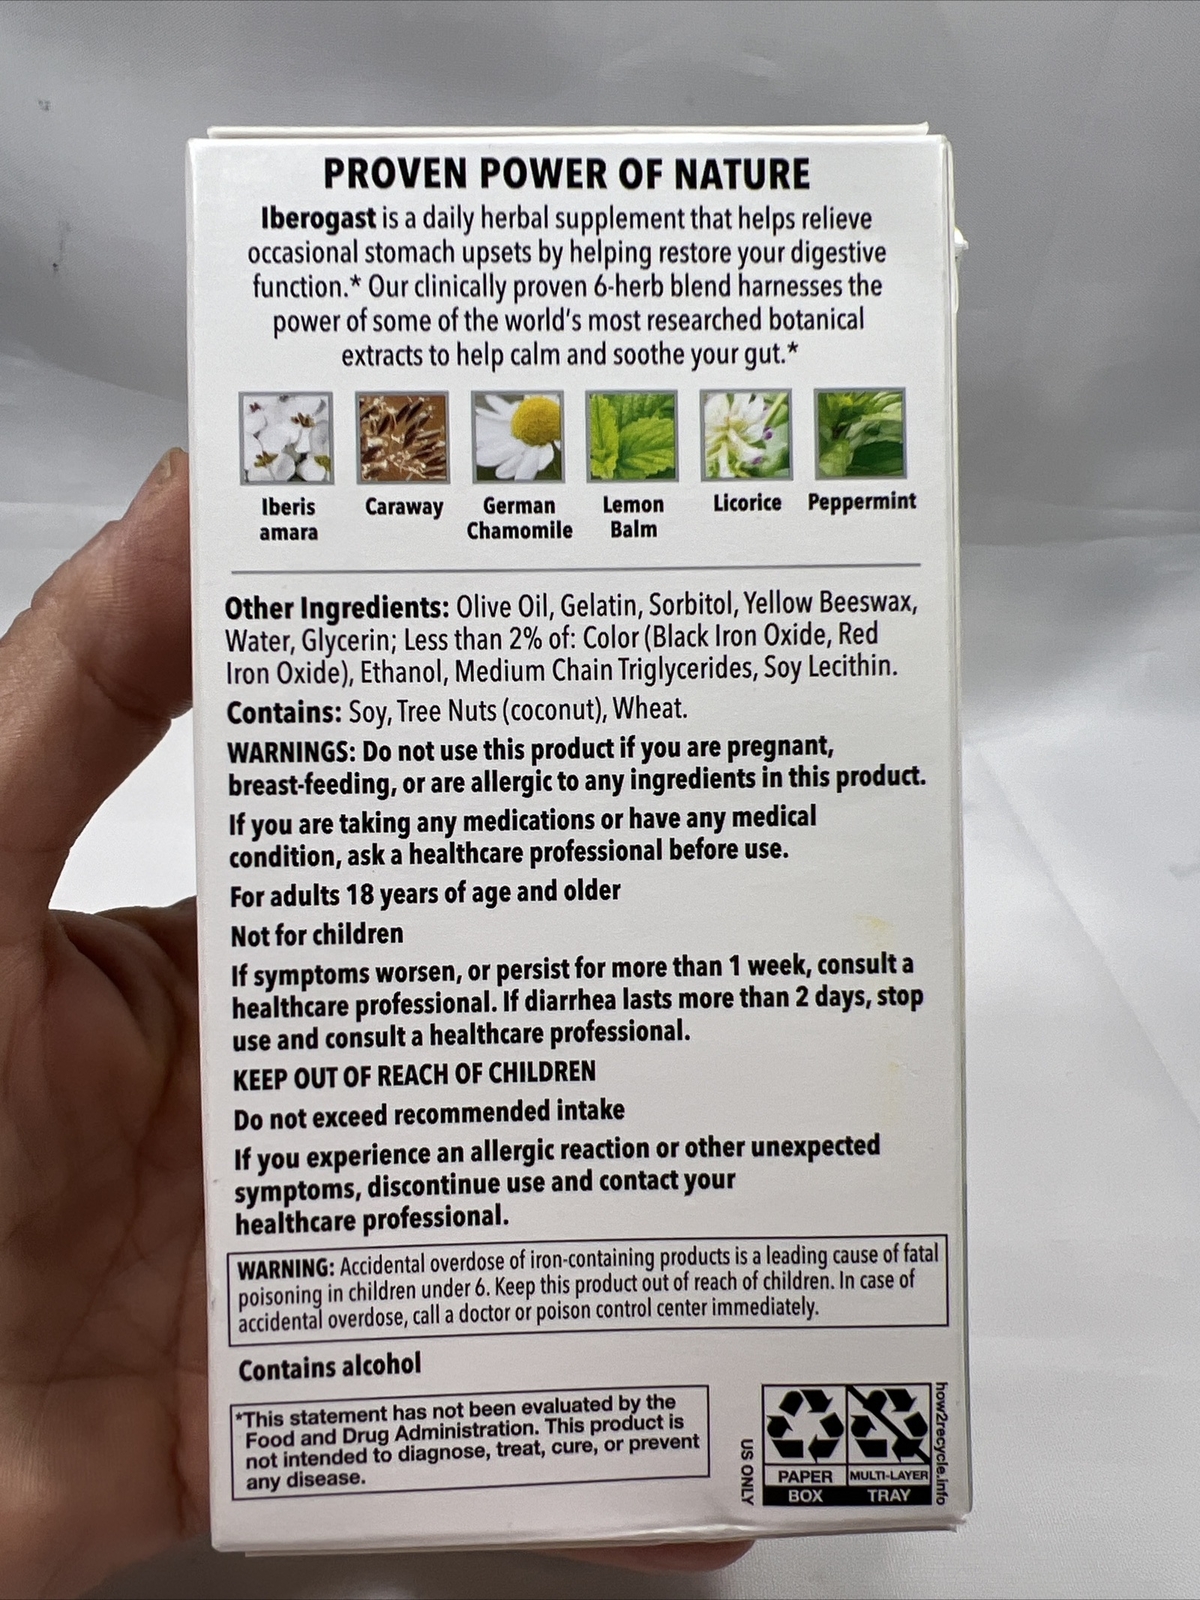 PROVEN POWER OF NATURE
Iberogast is a daily herbal supplement that helps relieve
occasional stomach upsets by helping restore your digestive
function.* Our clinically proven 6-herb blend harnesses the
power of some of the world's most researched botanical
extracts to help calm and soothe your gut.*
Iberis
amara
Caraway
German
Chamomile
Lemon
Balm
Licorice
Peppermint
Other Ingredients: Olive Oil, Gelatin, Sorbitol, Yellow Beeswax,
Water, Glycerin; Less than 2% of: Color (Black Iron Oxide, Red
Iron Oxide), Ethanol, Medium Chain Triglycerides, Soy Lecithin.
Contains: Soy, Tree Nuts (coconut), Wheat.
WARNINGS: Do not use this product if you are pregnant,
breast-feeding, or are allergic to any ingredients in this product.
If you are taking any medications or have any medical
condition, ask a healthcare professional before use.
For adults 18 years of age and older
Not for children
If symptoms worsen, or persist for more than 1 week, consult a
healthcare professional. If diarrhea lasts more than 2 days, stop
use and consult a healthcare professional.
KEEP OUT OF REACH OF CHILDREN
Do not exceed recommended intake
If you experience an allergic reaction or other unexpected
symptoms, discontinue use and contact your
healthcare professional.
WARNING: Accidental overdose of iron-containing products is a leading cause of fatal
poisoning in children under 6. Keep this product out of reach of children. In case of
accidental overdose, call a doctor or poison control center immediately.
Contains alcohol
*This statement has not been evaluated by the
Food and Drug Administration. This product is
not intended to diagnose, treat, cure, or prevent
any disease.
US ONLY
PAPER
BOX
MULTI-LAYER
TRAY
how2recycle.info